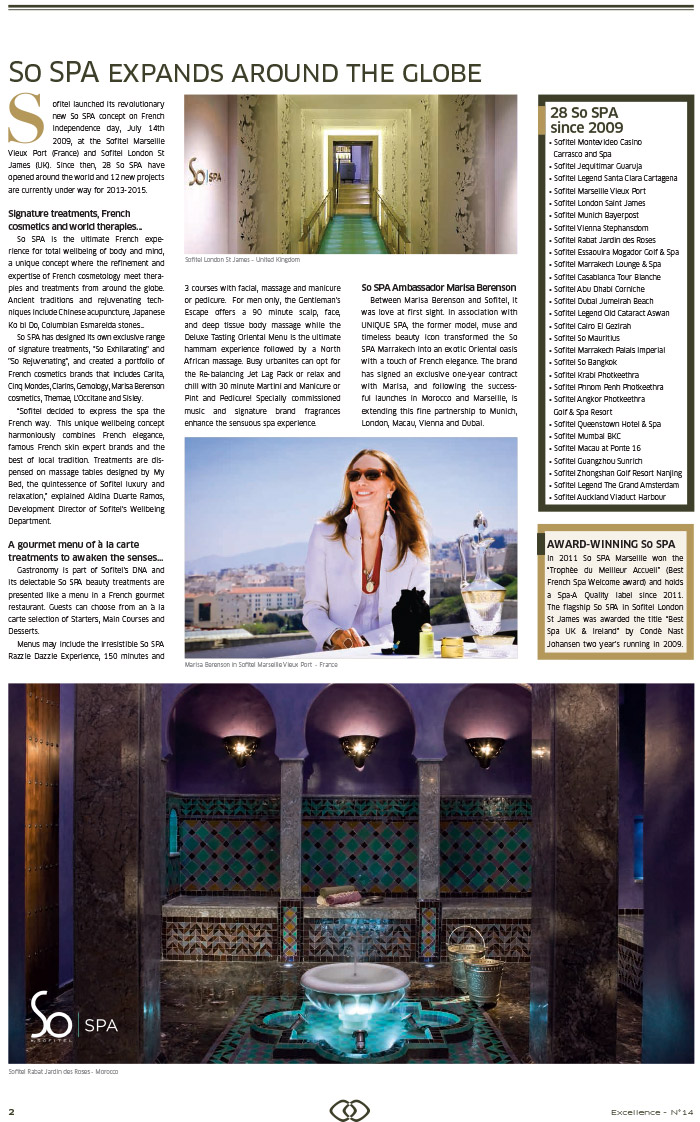 So SPA EXPANDS AROUND THE GLOBE
Sofitel launched its revolutionary
new So SPA concept on French
Independence day, July 14th
2009, at the Sofitel Marseille
Vieux Port (France) and Sofitel London St
James (UK). Since then, 28 So SPA have
opened around the world and 12 new projects
are currently under way for 2013-2015.
Signature treatments, French
cosmetics and world therapies...
So SPA is the ultimate French expe-
rience for total wellbeing of body and mind,
a unique concept where the refinement and
expertise of French cosmetology meet thera-
pies and treatments from around the globe.
Ancient traditions and rejuvenating tech-
niques include Chinese acupuncture, Japanese
Ko bi Do, Columbian Esmeralda stones...
So SPA has designed its own exclusive range
of signature treatments, "So Exhilarating" and
"So Rejuvenating", and created a portfolio of
French cosmetics brands that includes Carita,
Cinq Mondes, Clarins, Gemology, Marisa Berenson
cosmetics, Themae, L'Occitane and Sisley.
"Sofitel decided to express the spa the
French way. This unique wellbeing concept
harmoniously combines French elegance,
famous French skin expert brands and the
best of local tradition. Treatments are dis-
pensed on massage tables designed by My
Bed, the quintessence of Sofitel luxury and
relaxation," explained Aldina Duarte Ramos,
Development Director of Sofitel's Wellbeing
Department.
A gourmet menu of à la carte
treatments to awaken the senses...
Gastronomy is part of Sofitel's DNA and
its delectable So SPA beauty treatments are
presented like a menu in a French gourmet
restaurant. Guests can choose from an à la
carte selection of Starters, Main Courses and
Desserts.
Menus may include the irresistible So SPA
Razzle Dazzle Experience, 150 minutes and
So SPA
Sofitel London St James - United Kingdom
3 courses with facial, massage and manicure
or pedicure. For men only, the Gentleman's
Escape offers a 90 minute scalp, face,
and deep tissue body massage while the
Deluxe Tasting Oriental Menu is the ultimate
hammam experience followed by a North
African massage. Busy urbanites can opt for
the Re-balancing Jet Lag Pack or relax and
chill with 30 minute Martini and Manicure or
Pint and Pedicure! Specially commissioned
music and signature brand fragrances
enhance the sensuous spa experience.
So SPA Ambassador Marisa Berenson
Between Marisa Berenson and Sofitel, it
was love at first sight. In association with
UNIQUE SPA, the former model, muse and
timeless beauty icon transformed the So
SPA Marrakech into an exotic Oriental oasis
with a touch of French elegance. The brand
has signed an exclusive one-year contract
with Marisa, and following the success-
ful launches in Morocco and Marseille, is
extending this fine partnership to Munich,
London, Macau, Vienna and Dubai.
Marisa Berenson in Sofitel Marseille Vieux Port - France
28 So SPA
since 2009
• Sofitel Montevideo Casino
Carrasco and Spa
• Sofitel Jequitimar Guaruja
• Sofitel Legend Santa Clara Cartagena
• Sofitel Marseille Vieux Port
• Sofitel London Saint James
• Sofitel Munich Bayerpost
• Sofitel Vienna Stephansdom
• Sofitel Rabat Jardin des Roses
• Sofitel Essaouira Mogador Golf & Spa
• Sofitel Marrakech Lounge & Spa
• Sofitel Casablanca Tour Blanche
• Sofitel Abu Dhabi Corniche
• Sofitel Dubai Jumeirah Beach
• Sofitel Legend Old Cataract Aswan
• Sofitel Cairo El Gezirah
• Sofitel So Mauritius
• Sofitel Marrakech Palais Imperial
• Sofitel So Bangkok
• Sofitel Krabi Photkeethra
• Sofitel Phnom Penh Photkeethra
• Sofitel Angkor Photkeethra
Golf & Spa Resort
• Sofitel Queenstown Hotel & Spa
• Sofitel Mumbai BKC
• Sofitel Macau at Ponte 16
• Sofitel Guangzhou Sunrich
• Sofitel Zhongshan Golf Resort Nanjing
• Sofitel Legend The Grand Amsterdam
• Sofitel Auckland Viaduct Harbour
AWARD-WINNING So SPA
In 2011 So SPA Marseille won the
"Trophée du Meilleur Accueil" (Best
French Spa Welcome award) and holds
a Spa-A Quality label since 2011.
The flagship So SPA in Sofitel London
St James was awarded the title "Best
Spa UK & Ireland" by Condé Nast
Johansen two year's running in 2009.
So SPA
SOFITEL
Sofitel Rabat Jardin des Roses - Morocco
2
Excellence - N°14